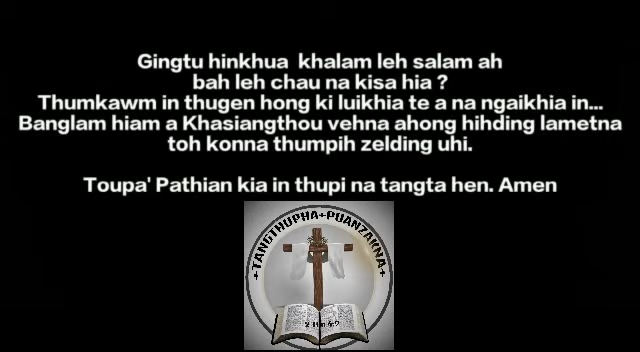 Gingtu hinkhua khalam leh salam ah
bah leh chau na kisa hia ?
Thumkawm in thugen hong ki luikhia te a na ngaikhia in...
Banglam hiam a Khasiangthou vehna ahong hihding lametna
toh konna thumpih zelding uhi.
Toupa' Pathian kia in thupi na tangta hen. Amen
+TANGTHUPHA+PUANZAKNA+